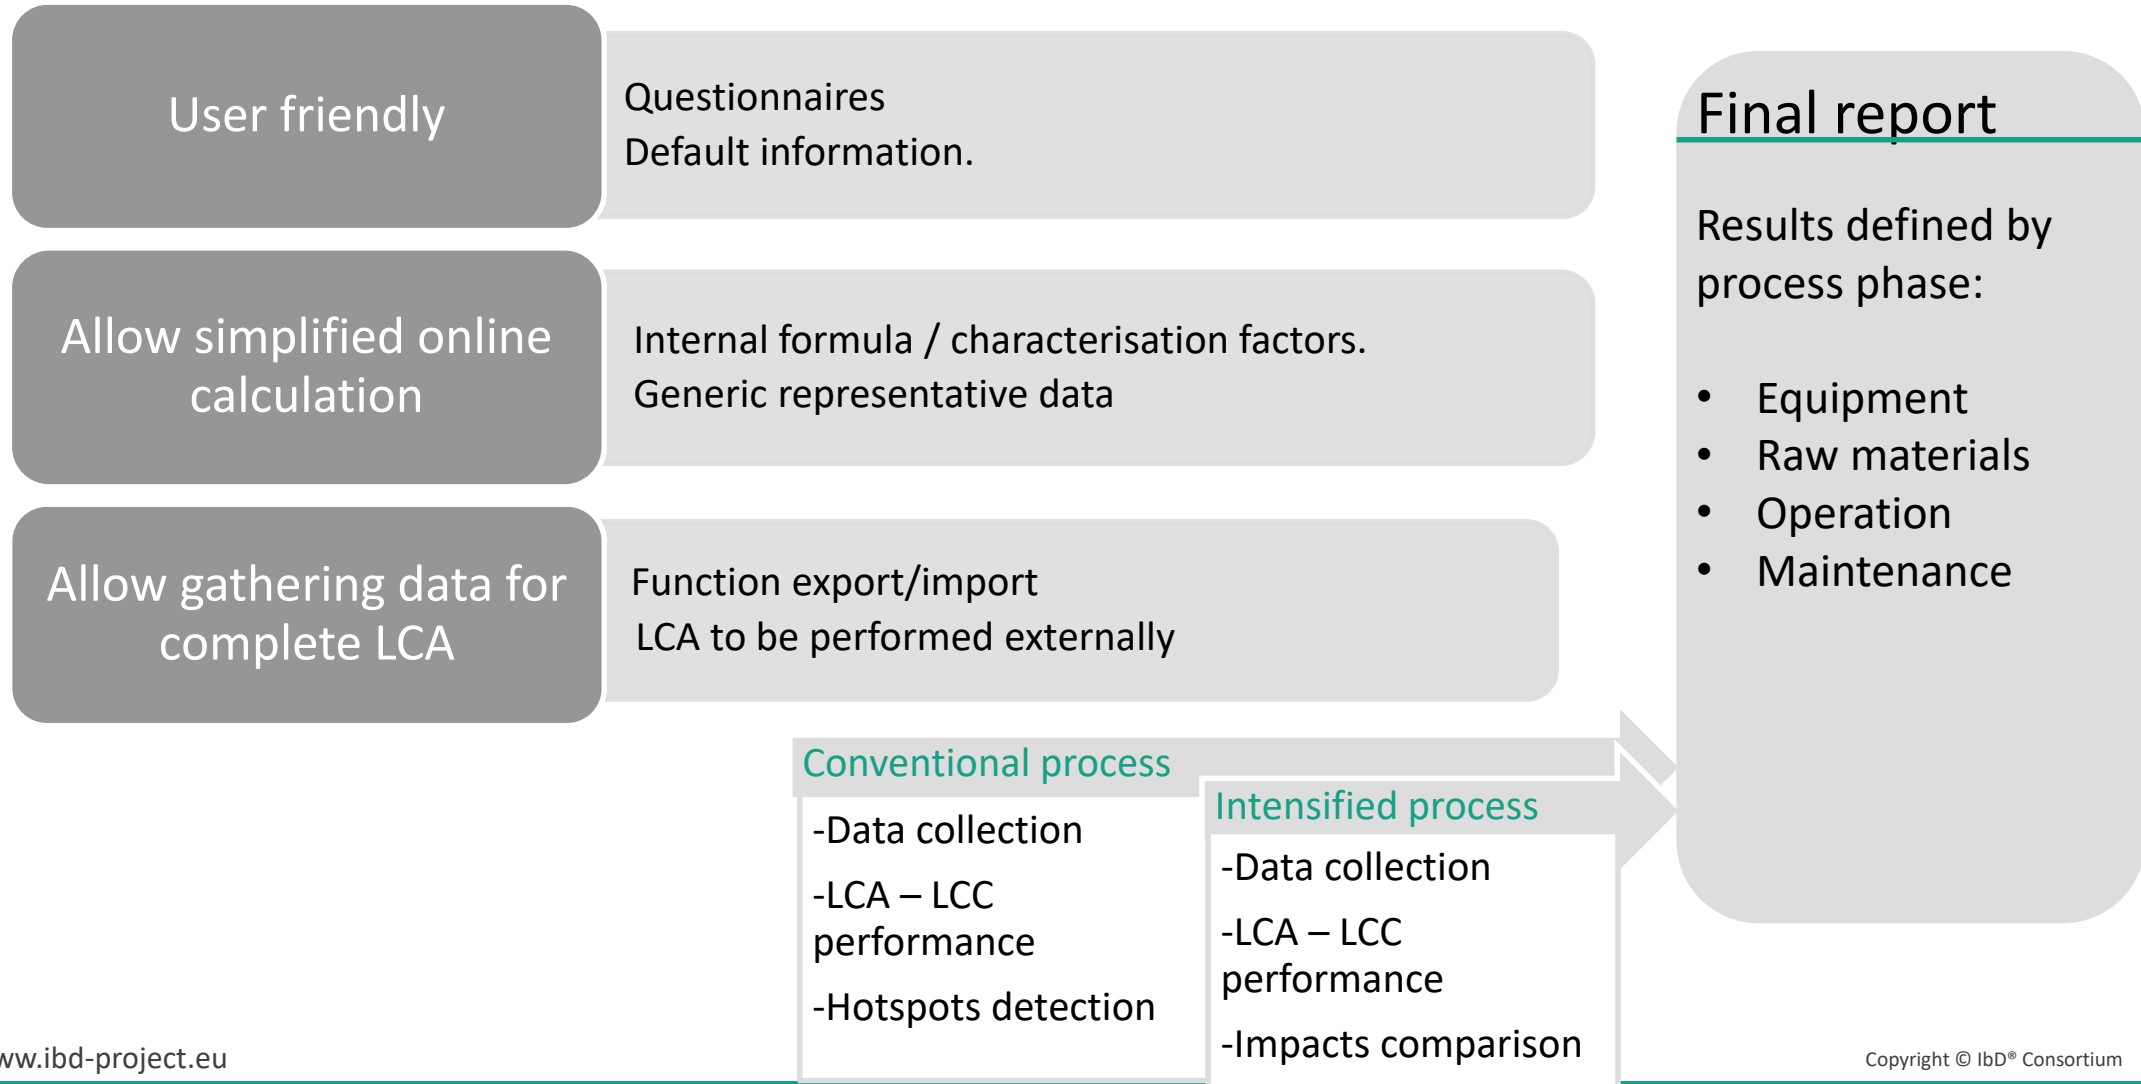 User friendly
Questionnaires
Default information.
Allow simplified online
calculation
Internal formula / characterisation factors.
Generic representative data
Allow gathering data for
complete LCA
Function export/import
LCA to be performed externally
Final report
Results defined by
process phase:
• Equipment
• Raw materials
• Operation
• Maintenance
Conventional process
-Data collection
-LCA – LCC
performance
-Hotspots detection
Intensified process
-Data collection
-LCA – LCC
performance
-Impacts comparison
ww.ibd-project.eu
Copyright © IbD® Consortium